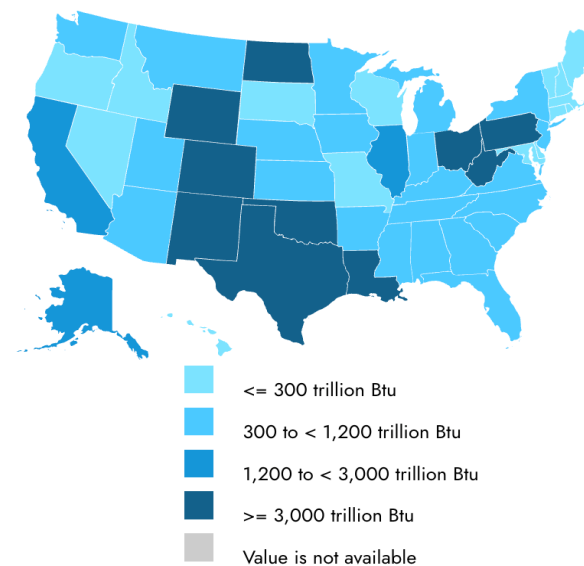 <= 300 trillion Btu
300 to < 1,200 trillion Btu
1,200 to < 3,000 trillion Btu
>= 3,000 trillion Btu
Value is not available